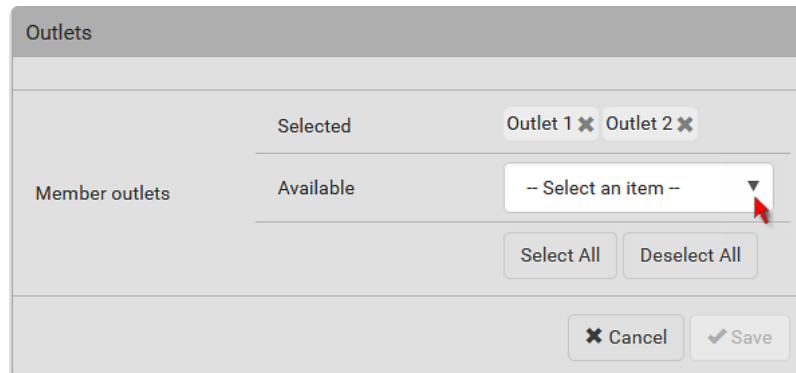 Outlets
Selected
Outlet 1 ✖ Outlet 2 ✖
Member outlets
Available
-- Select an item --
Select All
Deselect All
✖ Cancel
✔ Save